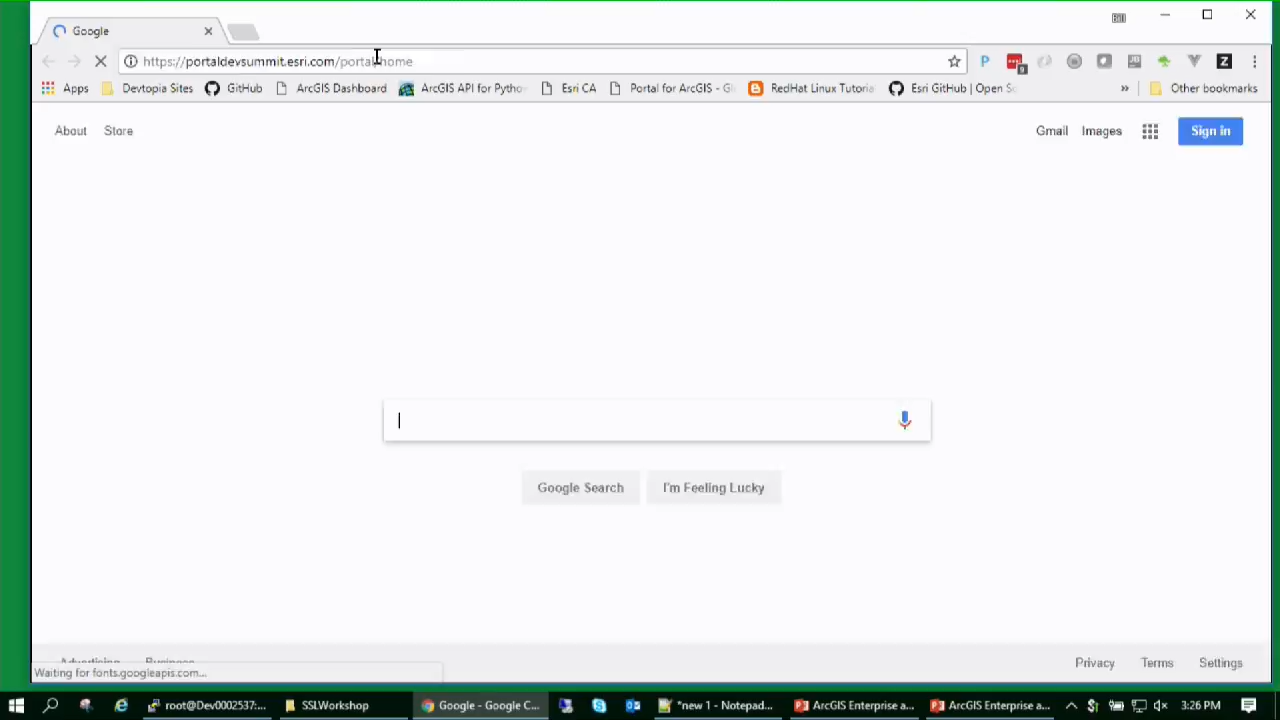 Google
https://portaldevsummit.esri.com/portal/home
Apps Devtopia Sites GitHub ArcGIS Dashboard ArcGIS API for Pytho Esri CA Portal for ArcGIS - Gi RedHat Linux Tutoria Esri GitHub | Open So » Other bookmarks
About Store Gmail Images Sign in
Google Search I'm Feeling Lucky
Advertising Business Privacy Terms Settings
Waiting for fonts.googleapis.com...
root@Dev0002537:... SSLWorkshop Google - Google C... *new 1 - Notepad... ArcGIS Enterprise a... ArcGIS Enterprise a... 3:26 PM